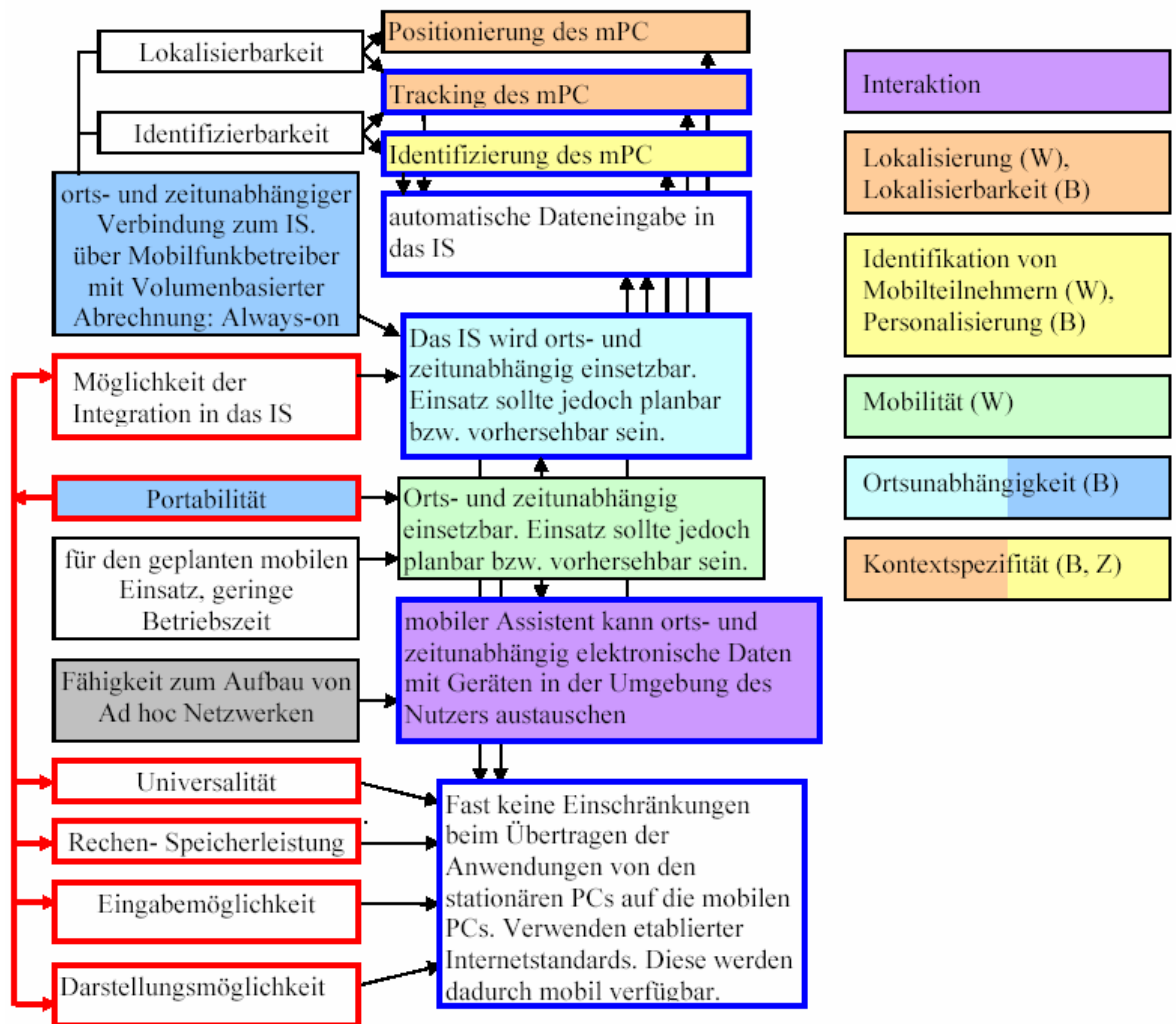 Lokalisierbarkeit
Identifizierbarkeit
orts- und zeitunabhängiger
Verbindung zum IS.
über Mobilfunkbetreiber
mit Volumenbasierter
Abrechnung: Always-on
Möglichkeit der
Integration in das IS
Portabilität
für den geplanten mobilen
Einsatz, geringe
Betriebszeit
Fähigkeit zum Aufbau von
Ad hoc Netzwerken
Universalität
Rechen- Speicherleistung
Eingabemöglichkeit
Darstellungsmöglichkeit
Positionierung des mPC
Tracking des mPC
Identifizierung des mPC
automatische Dateneingabe in
das IS
Das IS wird orts- und
zeitunabhängig einsetzbar.
Einsatz sollte jedoch planbar
bzw. vorhersehbar sein.
Orts- und zeitunabhängig
einsetzbar. Einsatz sollte jedoch
planbar bzw. vorhersehbar sein.
mobiler Assistent kann orts- und
zeitunabhängig elektronische Daten
mit Geräten in der Umgebung des
Nutzers austauschen
Fast keine Einschränkungen
beim Übertragen der
Anwendungen von den
stationären PCs auf die mobilen
PCs. Verwenden etablierter
Internetstandards. Diese werden
dadurch mobil verfügbar.
Interaktion
Lokalisierung (W),
Lokalisierbarkeit (B)
Identifikation von
Mobilteilnehmern (W),
Personalisierung (B)
Mobilität (W)
Ortsunabhängigkeit (B)
Kontextspezifität (B, Z)